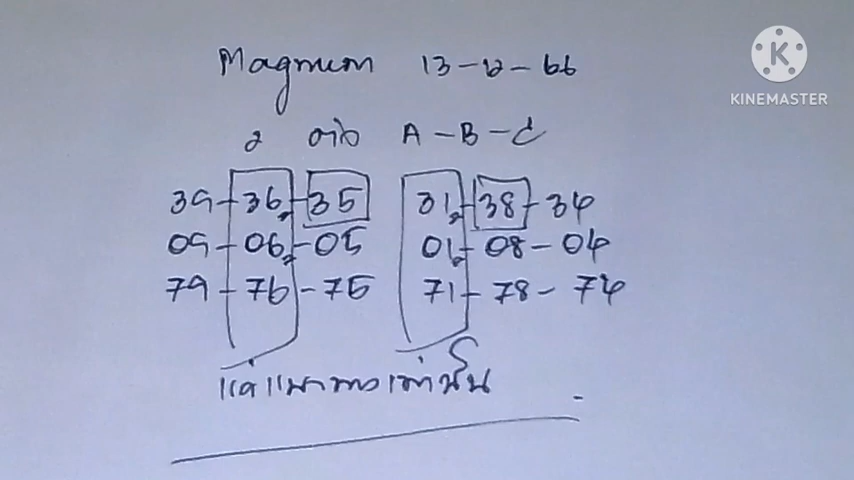 Magnum 13-12-66
KINEMASTER
2 ตัว A-B-C
39-36-35 31-38-34
09-06-05 01-08-04
79-76-75 71-78-74
แค่แนวทางเท่านั้น